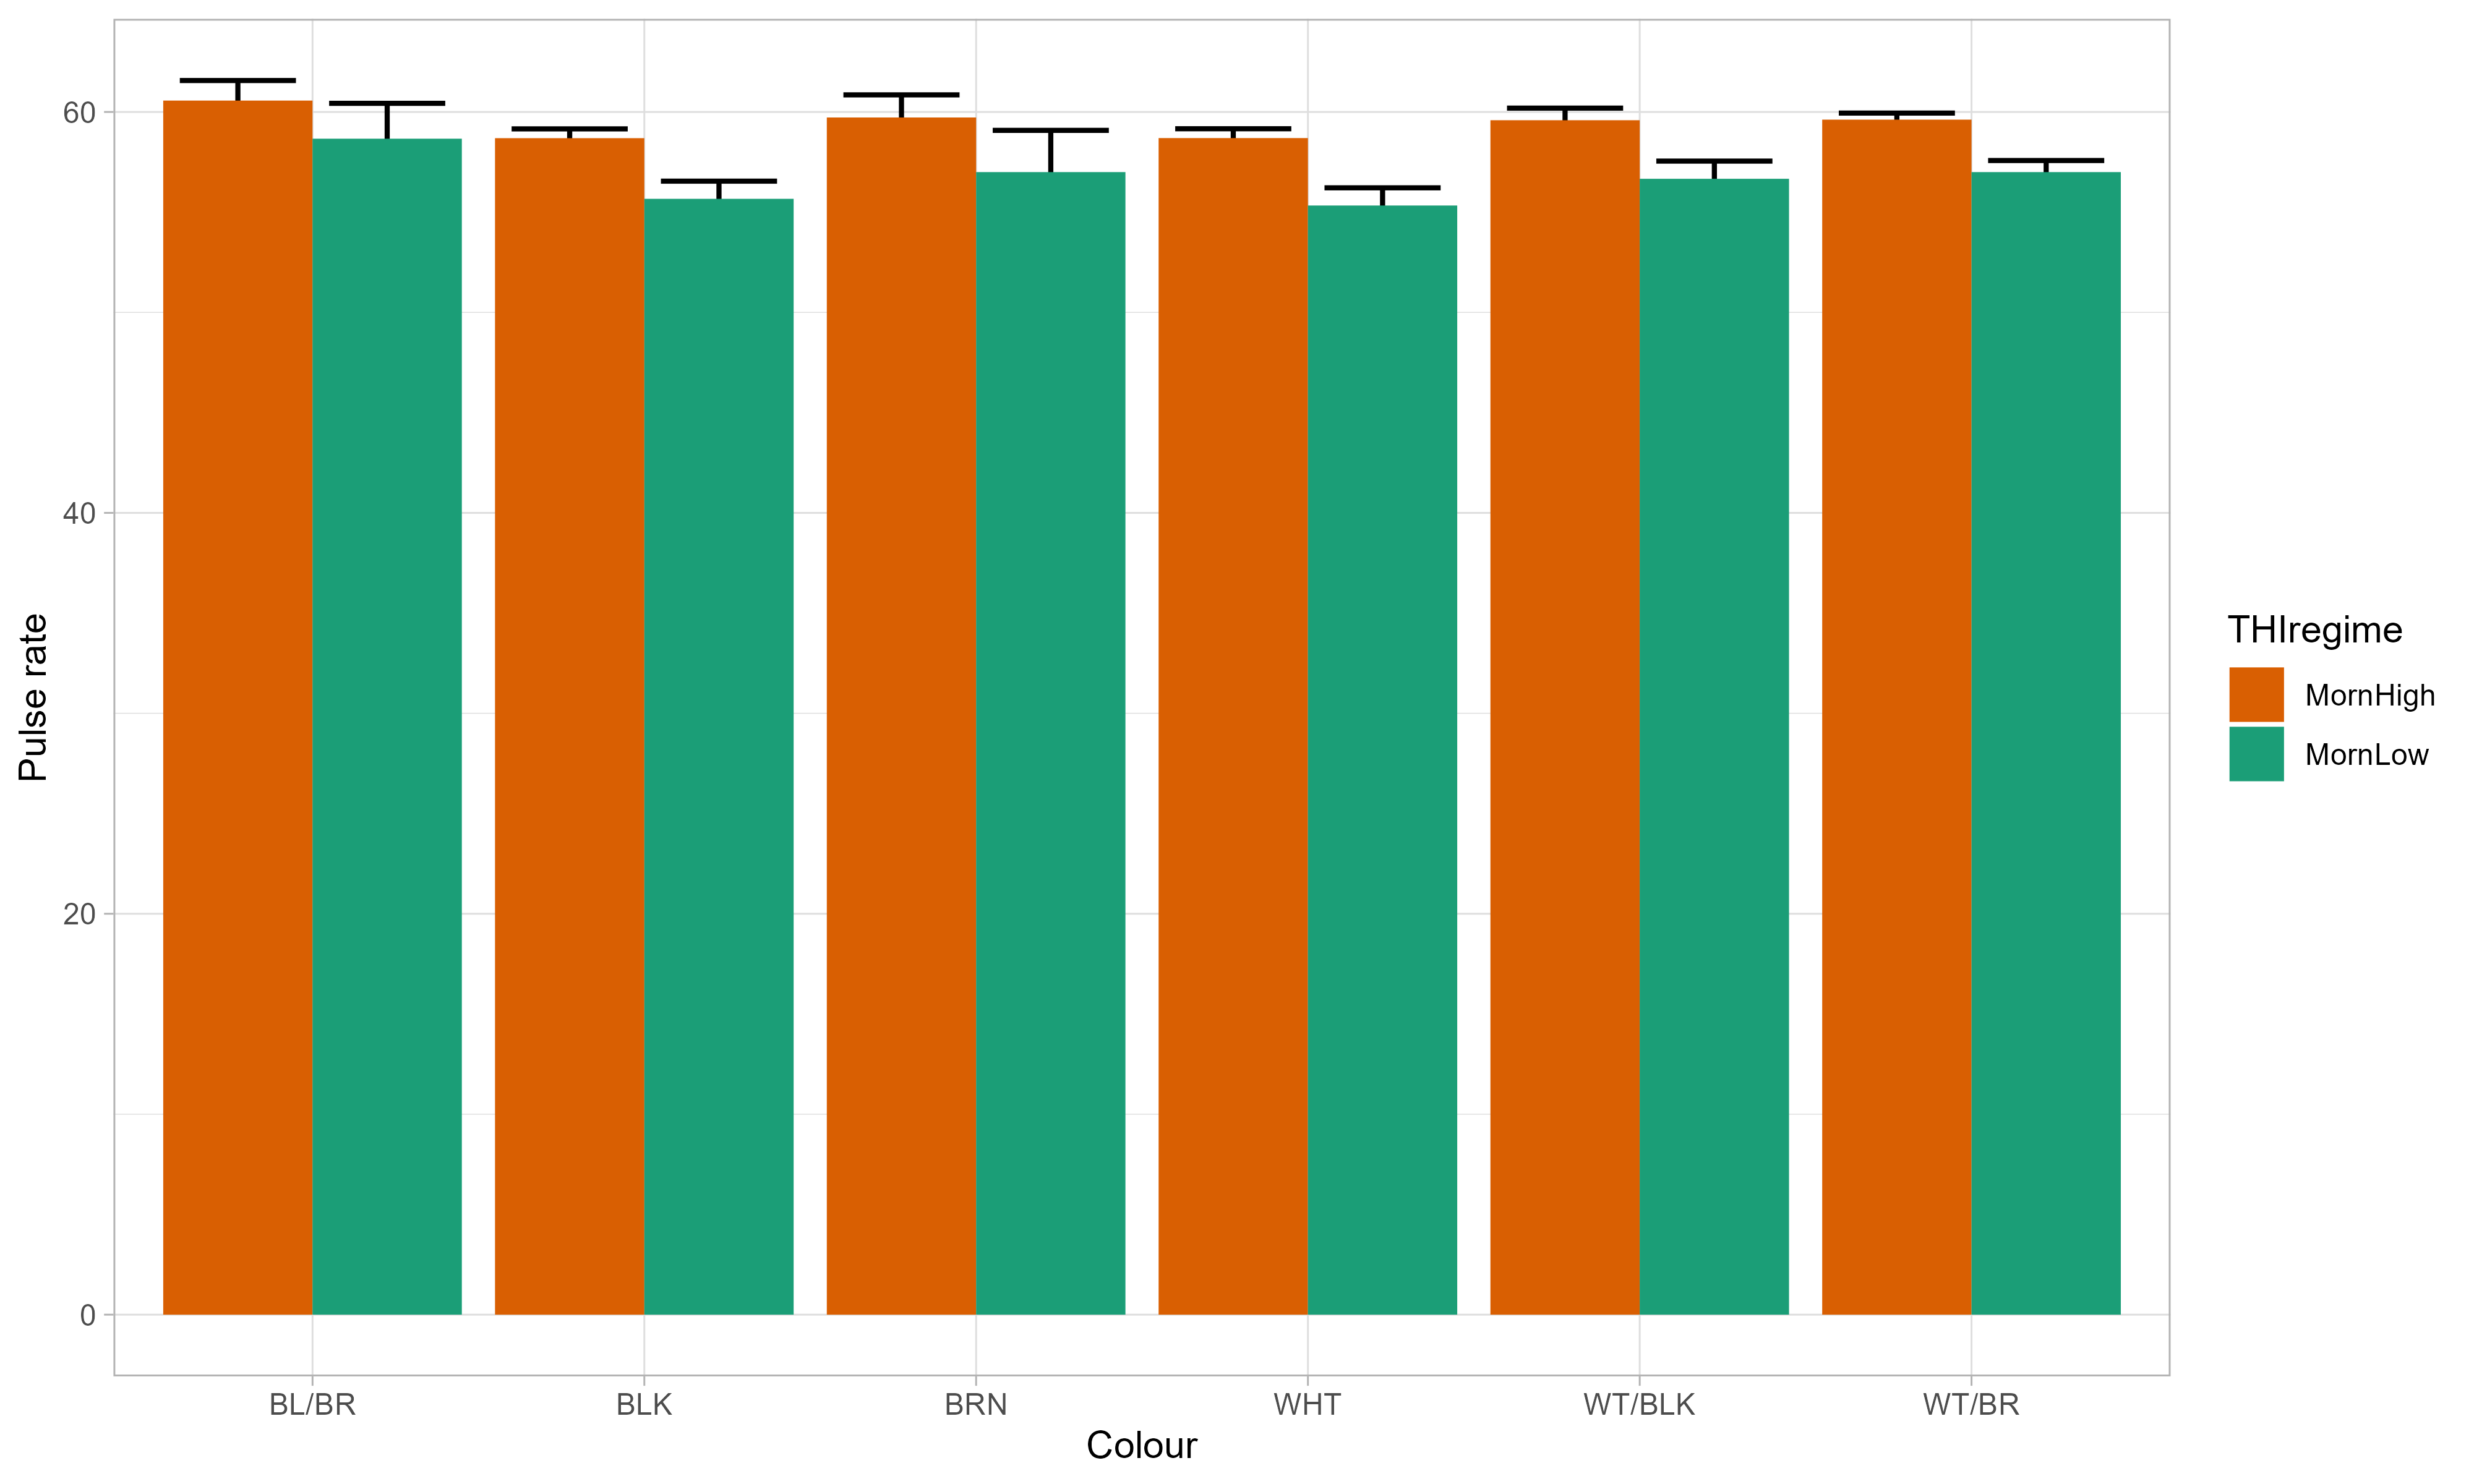 60
40
20
0
Pulse rate
BL/BR
BLK
BRN
WHT
WT/BLK
WT/BR
Colour
THIregime
MornHigh
MornLow